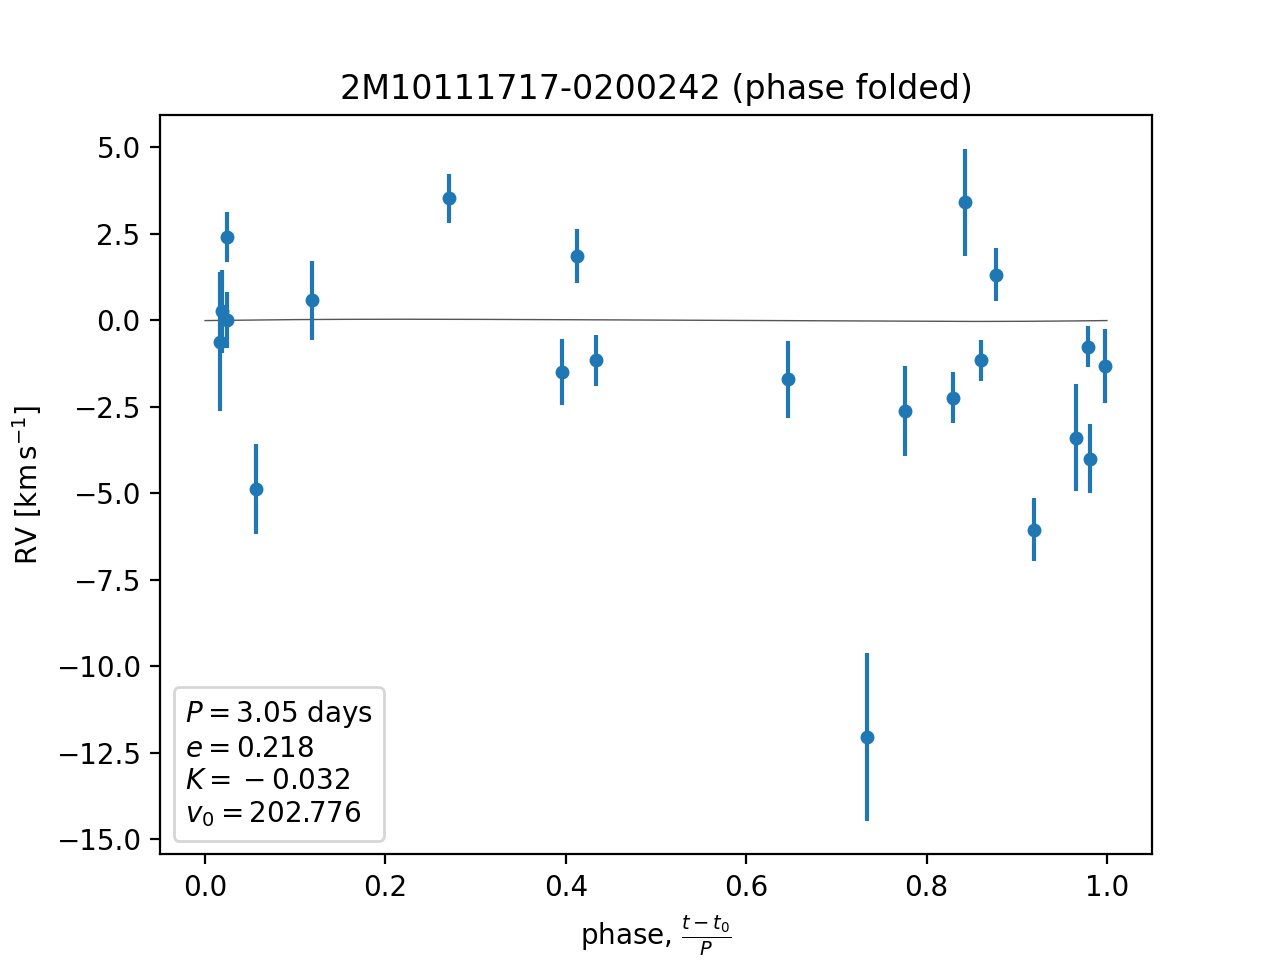 2M10111717-0200242 (phase folded)
5.0
2.5
0.0
−2.5
−5.0
−7.5
−10.0
−12.5
−15.0
RV [km s⁻¹]
P = 3.05 days
e = 0.218
K = −0.032
v₀ = 202.776
0.0 0.2 0.4 0.6 0.8 1.0
phase, (t − t₀)/P